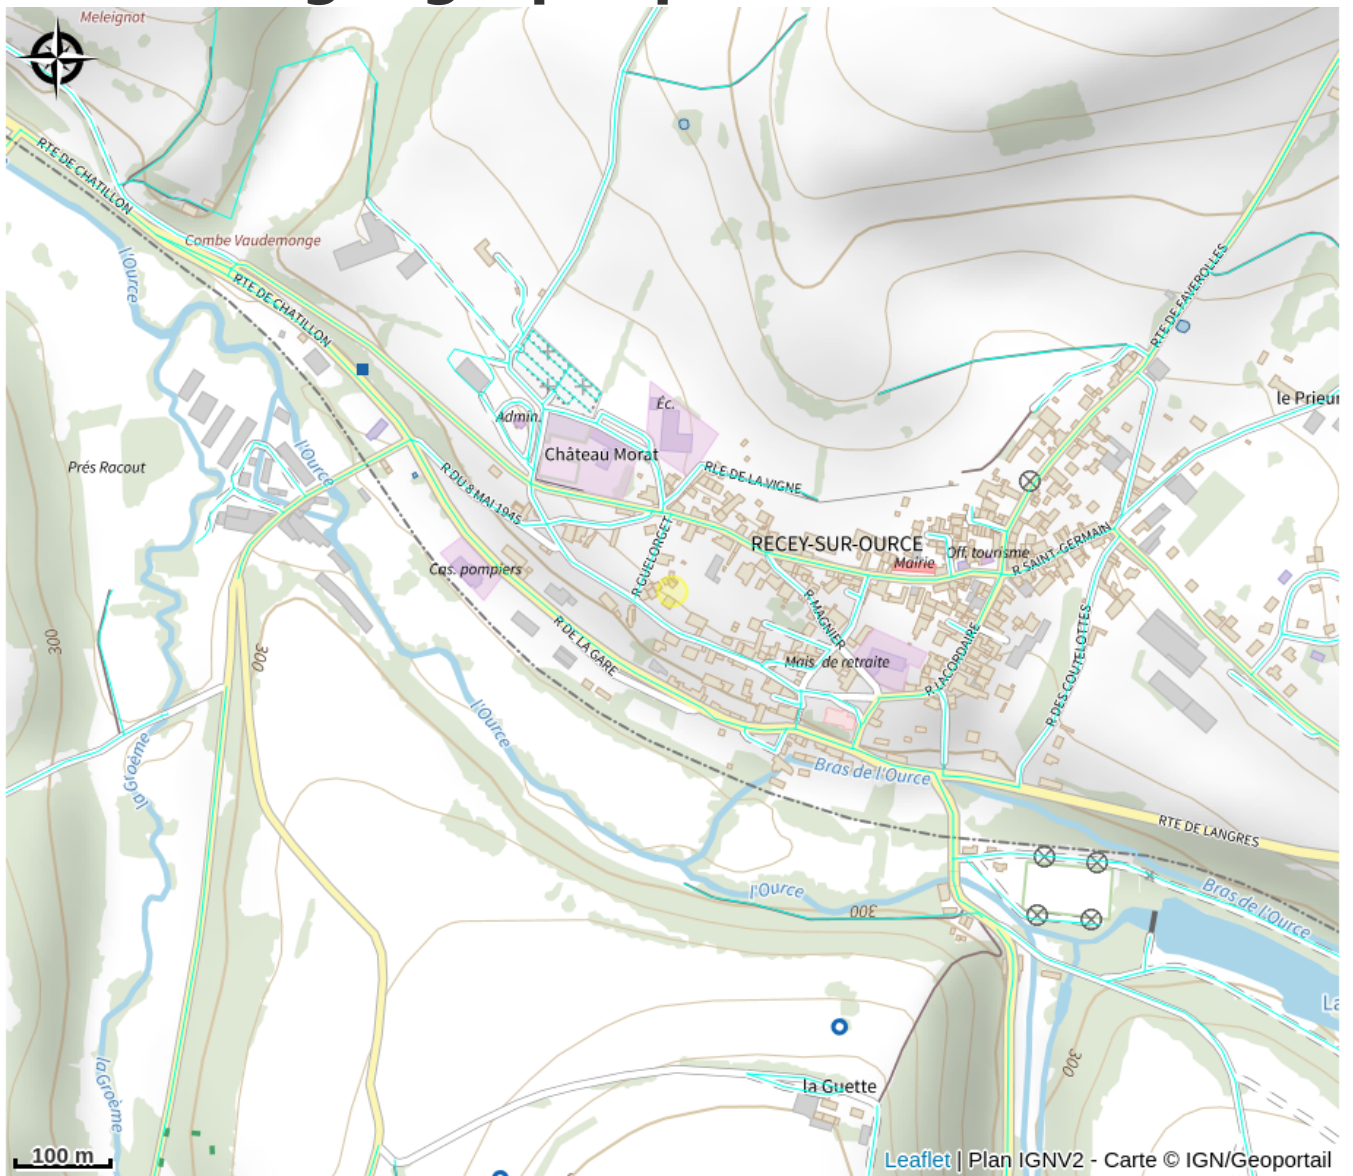 Meleignot
RTE DE CHATILLON
Combe Vaudemonge
l'Ource
RTE DE CHATILLON
RTE DE FAVEROLLES
le Prieur
Éc.
Admin.
Château Morat
Prés Racout
l'Ource
R DU 8 MAI 1945
RLE DE LA VIGNE
R GUELORGET
RECEY-SUR-OURCE
Mairie
Off. tourisme
R SAINT-GERMAIN
Cas. pompiers
R MAGNIER
R DE LA GARE
Mais. de retraite
R LACORDAIRE
R DES COUTELOTTES
300
300
l'Ource
la Groème
Bras de l'Ource
RTE DE LANGRES
l'Ource
300
Bras de l'Ource
La
300
la Groème
la Guette
100 m
Leaflet | Plan IGNV2 - Carte © IGN/Geoportail